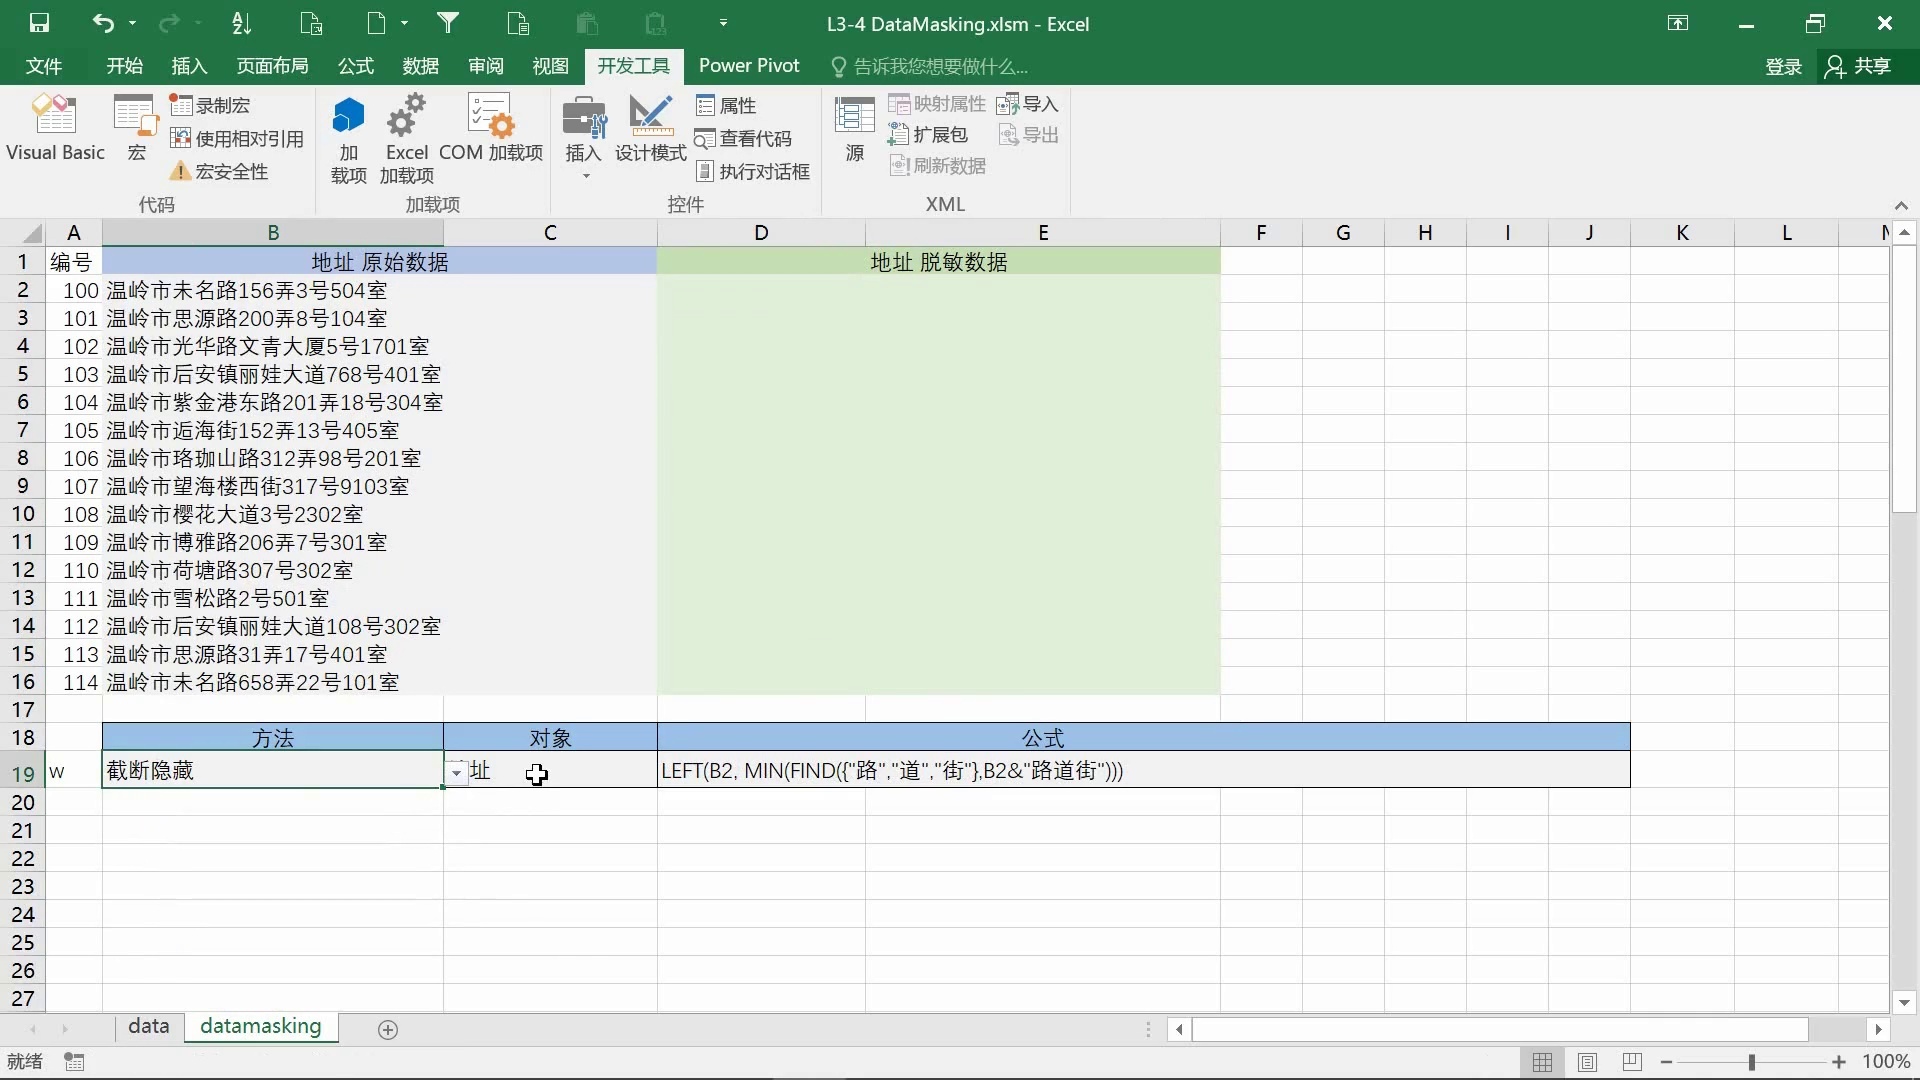 L3-4 DataMasking.xlsm - Excel
文件 开始 插入 页面布局 公式 数据 审阅 视图 开发工具 Power Pivot 告诉我您想要做什么... 登录 共享
Visual Basic 宏 录制宏 使用相对引用 宏安全性 代码
加载项 Excel 加载项 COM 加载项 加载项
插入 设计模式 属性 查看代码 执行对话框 控件
源 映射属性 扩展包 刷新数据 导入 导出 XML
A B C D E F G H I J K L
1 编号 地址 原始数据 地址 脱敏数据
2 100 温岭市未名路156弄3号504室
3 101 温岭市思源路200弄8号104室
4 102 温岭市光华路文青大厦5号1701室
5 103 温岭市后安镇丽娃大道768号401室
6 104 温岭市紫金港东路201弄18号304室
7 105 温岭市逅海街152弄13号405室
8 106 温岭市珞珈山路312弄98号201室
9 107 温岭市望海楼西街317号9103室
10 108 温岭市樱花大道3号2302室
11 109 温岭市博雅路206弄7号301室
12 110 温岭市荷塘路307号302室
13 111 温岭市雪松路2号501室
14 112 温岭市后安镇丽娃大道108号302室
15 113 温岭市思源路31弄17号401室
16 114 温岭市未名路658弄22号101室
17
18 方法 对象 公式
19 w 截断隐藏 址 LEFT(B2, MIN(FIND({"路","道","街"},B2&"路道街")))
20
21
22
23
24
25
26
27
data datamasking
就绪 100%